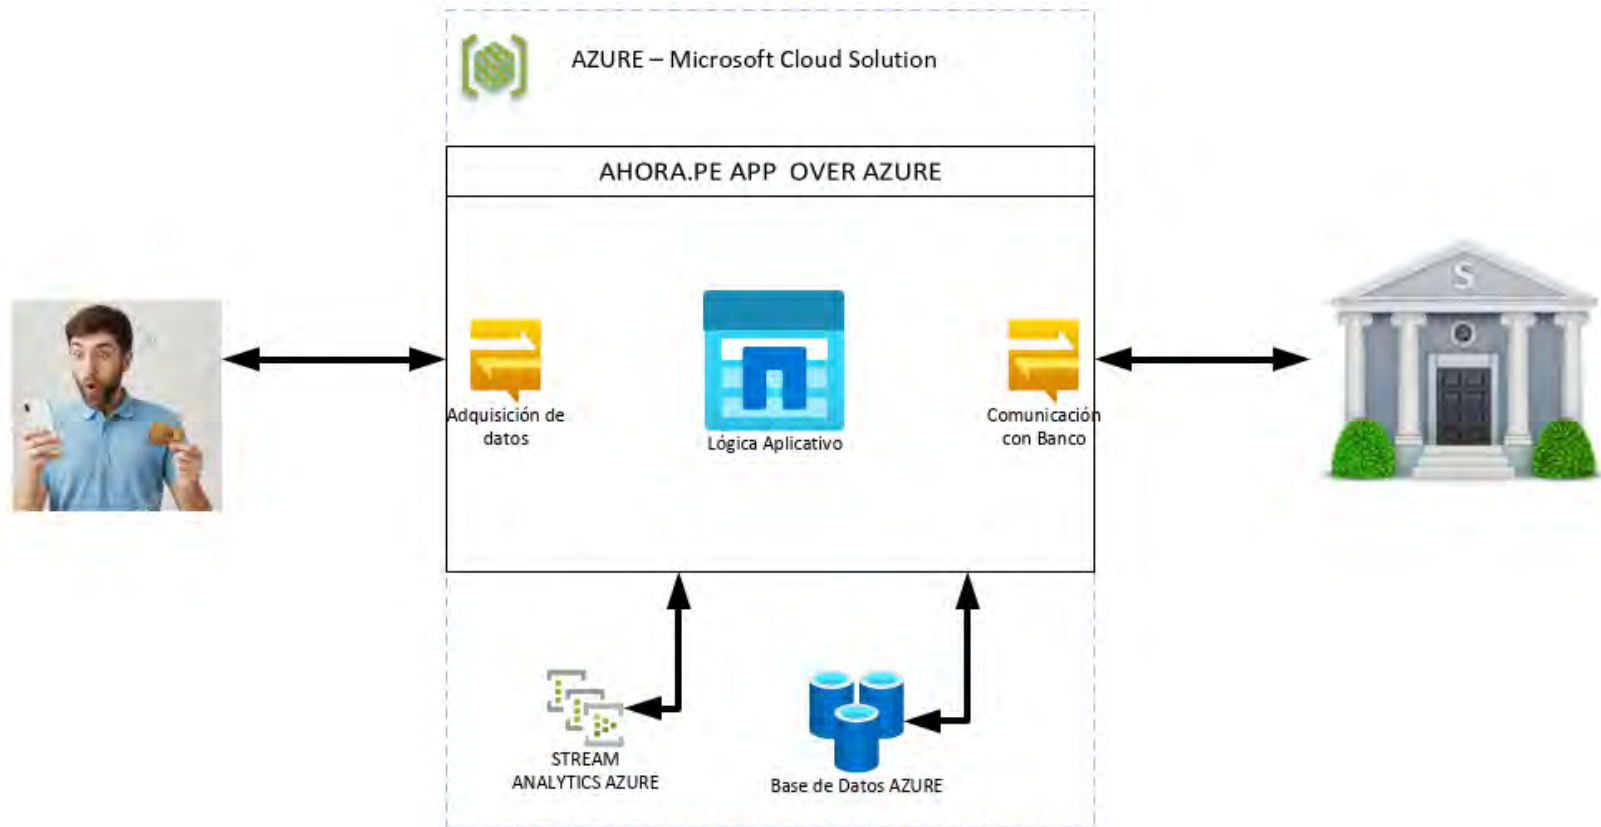 AZURE – Microsoft Cloud Solution
AHORA.PE APP OVER AZURE
Adquisición de
datos
Lógica Aplicativo
Comunicación
con Banco
S
STREAM
ANALYTICS AZURE
Base de Datos AZURE